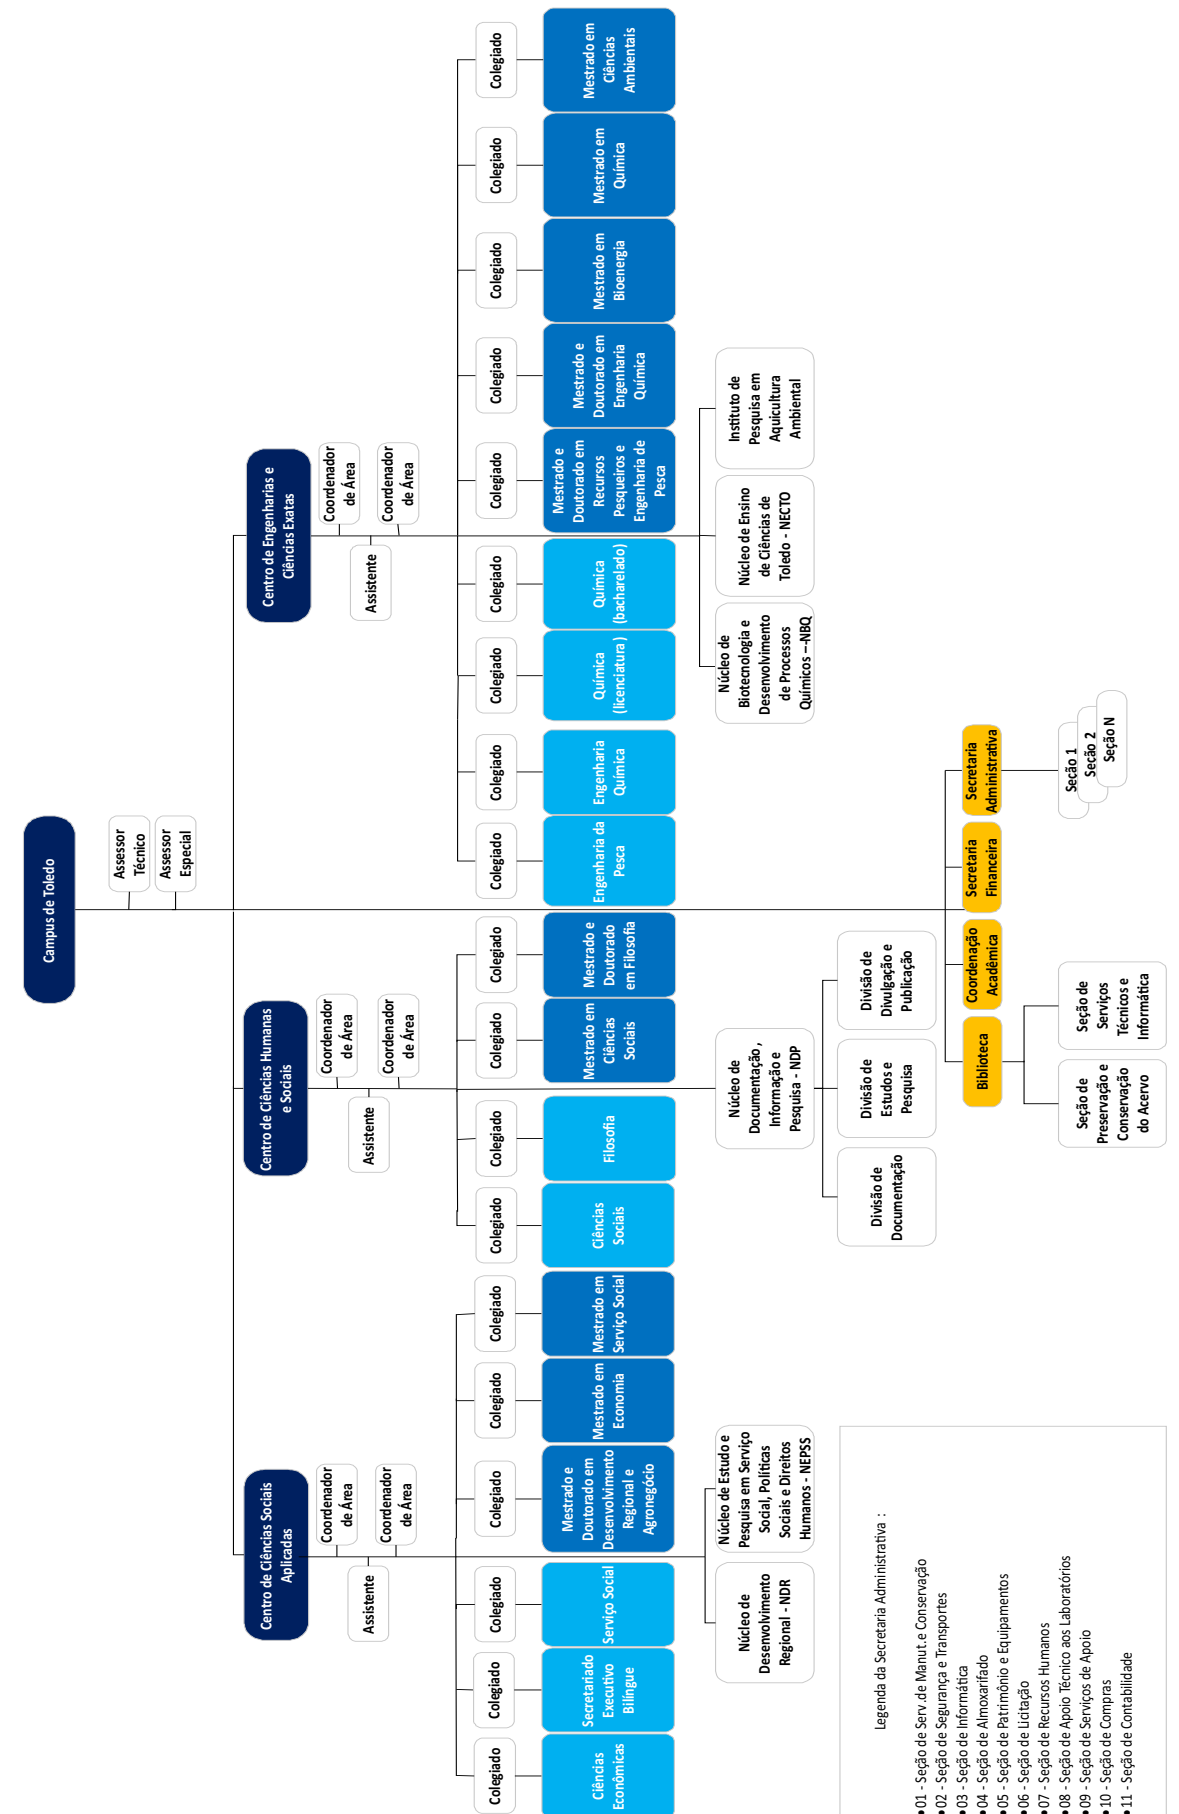 Campus de Toledo
Assessor
Técnico
Assessor
Especial
Centro de Ciências Sociais
Aplicadas
Coordenador
de Área
Coordenador
de Área
Assistente
Colegiado
Ciências
Econômicas
Colegiado
Secretariado
Executivo
Bilíngue
Colegiado
Serviço Social
Colegiado
Mestrado e
Doutorado em
Desenvolvimento
Regional e
Agronegócio
Colegiado
Mestrado em
Economia
Colegiado
Mestrado em
Serviço Social
Núcleo de
Desenvolvimento
Regional - NDR
Núcleo de Estudo e
Pesquisa em Serviço
Social, Políticas
Sociais e Direitos
Humanos - NEPSS
Centro de Ciências Humanas
e Sociais
Coordenador
de Área
Coordenador
de Área
Assistente
Colegiado
Ciências
Sociais
Colegiado
Filosofia
Colegiado
Mestrado em
Ciências
Sociais
Colegiado
Mestrado e
Doutorado
em Filosofia
Núcleo de
Documentação,
Informação e
Pesquisa - NDP
Divisão de
Documentação
Divisão de
Estudos e
Pesquisa
Divisão de
Divulgação e
Publicação
Centro de Engenharias e
Ciências Exatas
Coordenador
de Área
Coordenador
de Área
Assistente
Colegiado
Engenharia da
Pesca
Colegiado
Engenharia
Química
Colegiado
Química
(licenciatura)
Colegiado
Química
(bacharelado)
Colegiado
Mestrado e
Doutorado em
Recursos
Pesqueiros e
Engenharia de
Pesca
Colegiado
Mestrado e
Doutorado em
Engenharia
Química
Colegiado
Mestrado em
Bioenergia
Colegiado
Mestrado em
Química
Colegiado
Mestrado em
Ciências
Ambientais
Núcleo de
Biotecnologia e
Desenvolvimento
de Processos
Químicos –-NBQ
Núcleo de Ensino
de Ciências de
Toledo - NECTO
Instituto de
Pesquisa em
Aquicultura
Ambiental
Biblioteca
Coordenação
Acadêmica
Secretaria
Financeira
Secretaria
Administrativa
Seção de
Preservação e
Conservação
do Acervo
Seção de
Serviços
Técnicos e
Informática
Seção 1
Seção 2
Seção N
Legenda da Secretaria Administrativa :
• 01 - Seção de Serv.de Manut.e Conservação
• 02 - Seção de Segurança e Transportes
• 03 - Seção de Informática
• 04 - Seção de Almoxarifado
• 05 - Seção de Patrimônio e Equipamentos
• 06 - Seção de Licitação
• 07 - Seção de Recursos Humanos
• 08 - Seção de Apoio Técnico aos Laboratórios
• 09 - Seção de Serviços de Apoio
• 10 - Seção de Compras
• 11 - Seção de Contabilidade